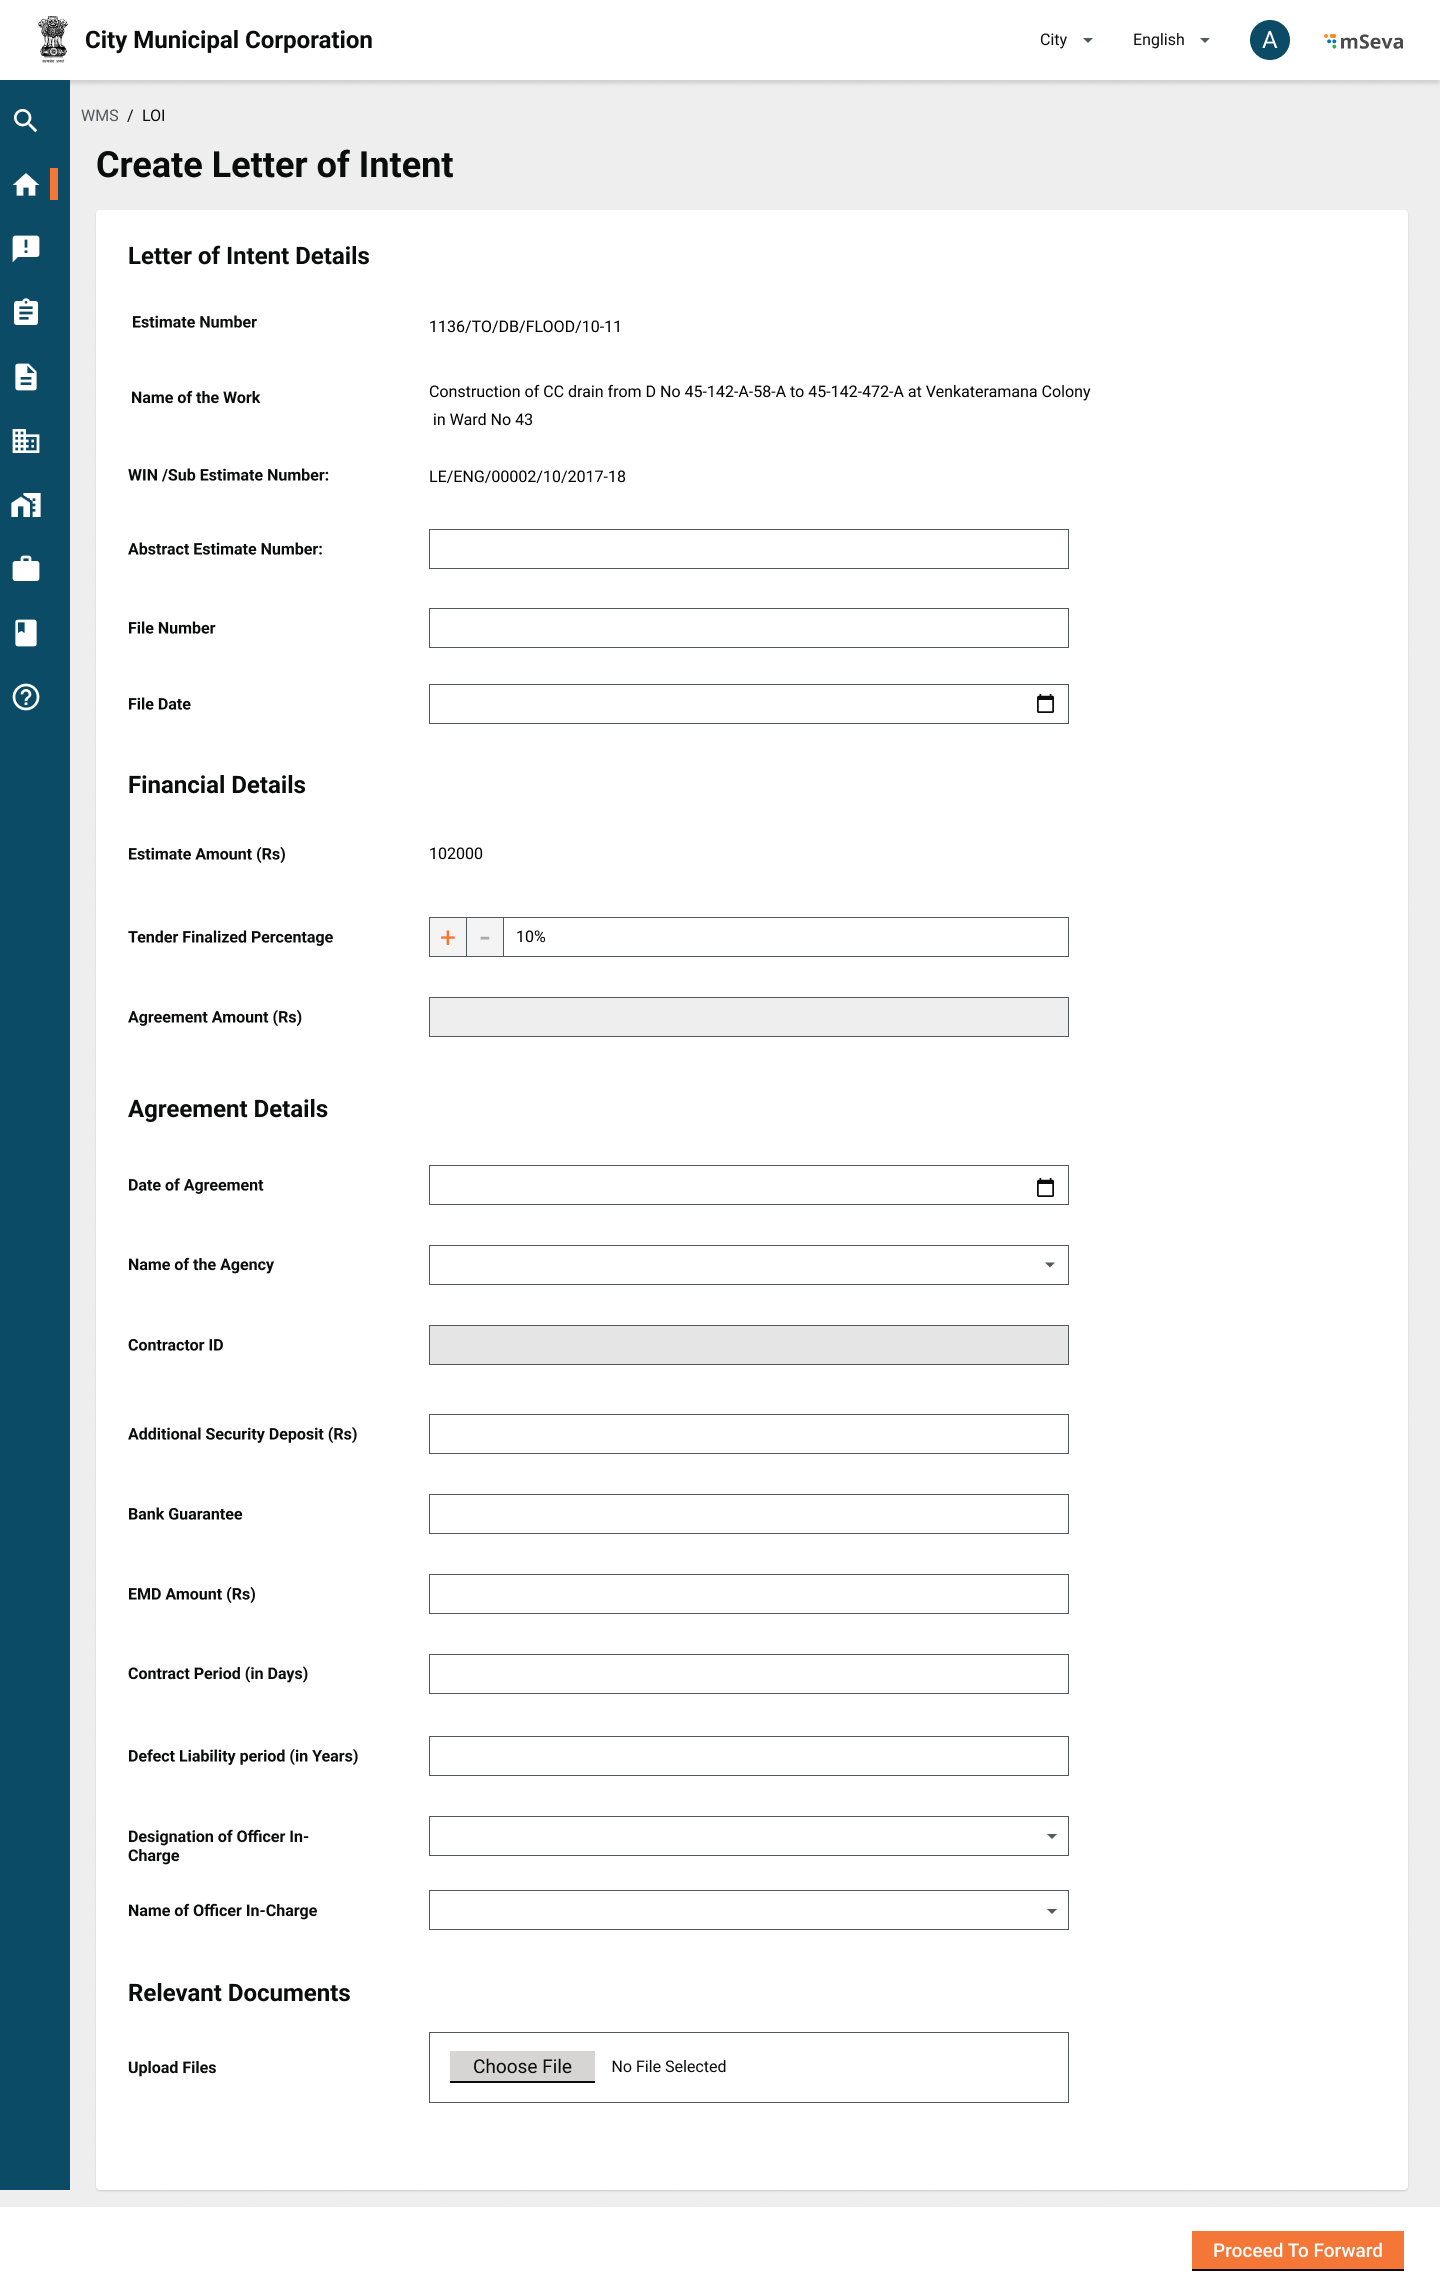 City Municipal Corporation
City
English
A
mSeva
WMS / LOI
Create Letter of Intent
Letter of Intent Details
Estimate Number
1136/TO/DB/FLOOD/10-11
Name of the Work
Construction of CC drain from D No 45-142-A-58-A to 45-142-472-A at Venkateramana Colony
in Ward No 43
WIN /Sub Estimate Number:
LE/ENG/00002/10/2017-18
Abstract Estimate Number:
File Number
File Date
Financial Details
Estimate Amount (Rs)
102000
Tender Finalized Percentage
+ - 10%
Agreement Amount (Rs)
Agreement Details
Date of Agreement
Name of the Agency
Contractor ID
Additional Security Deposit (Rs)
Bank Guarantee
EMD Amount (Rs)
Contract Period (in Days)
Defect Liability period (in Years)
Designation of Officer In-
Charge
Name of Officer In-Charge
Relevant Documents
Upload Files
Choose File
No File Selected
Proceed To Forward